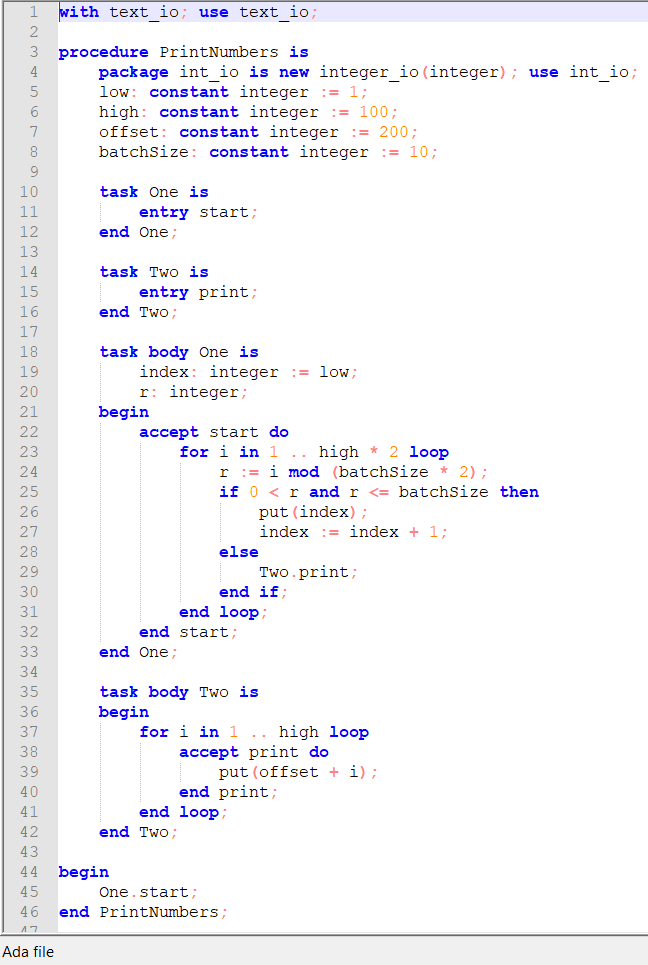 1 with text_io; use text_io;
2
3 procedure PrintNumbers is
4     package int_io is new integer_io(integer); use int_io;
5     low: constant integer := 1;
6     high: constant integer := 100;
7     offset: constant integer := 200;
8     batchSize: constant integer := 10;
9
10     task One is
11         entry start;
12     end One;
13
14     task Two is
15         entry print;
16     end Two;
17
18     task body One is
19         index: integer := low;
20         r: integer;
21     begin
22         accept start do
23             for i in 1 .. high * 2 loop
24                 r := i mod (batchSize * 2);
25                 if 0 < r and r <= batchSize then
26                     put(index);
27                     index := index + 1;
28                 else
29                     Two.print;
30                 end if;
31             end loop;
32         end start;
33     end One;
34
35     task body Two is
36     begin
37         for i in 1 .. high loop
38             accept print do
39                 put(offset + i);
40             end print;
41         end loop;
42     end Two;
43
44 begin
45     One.start;
46 end PrintNumbers;
47
Ada file